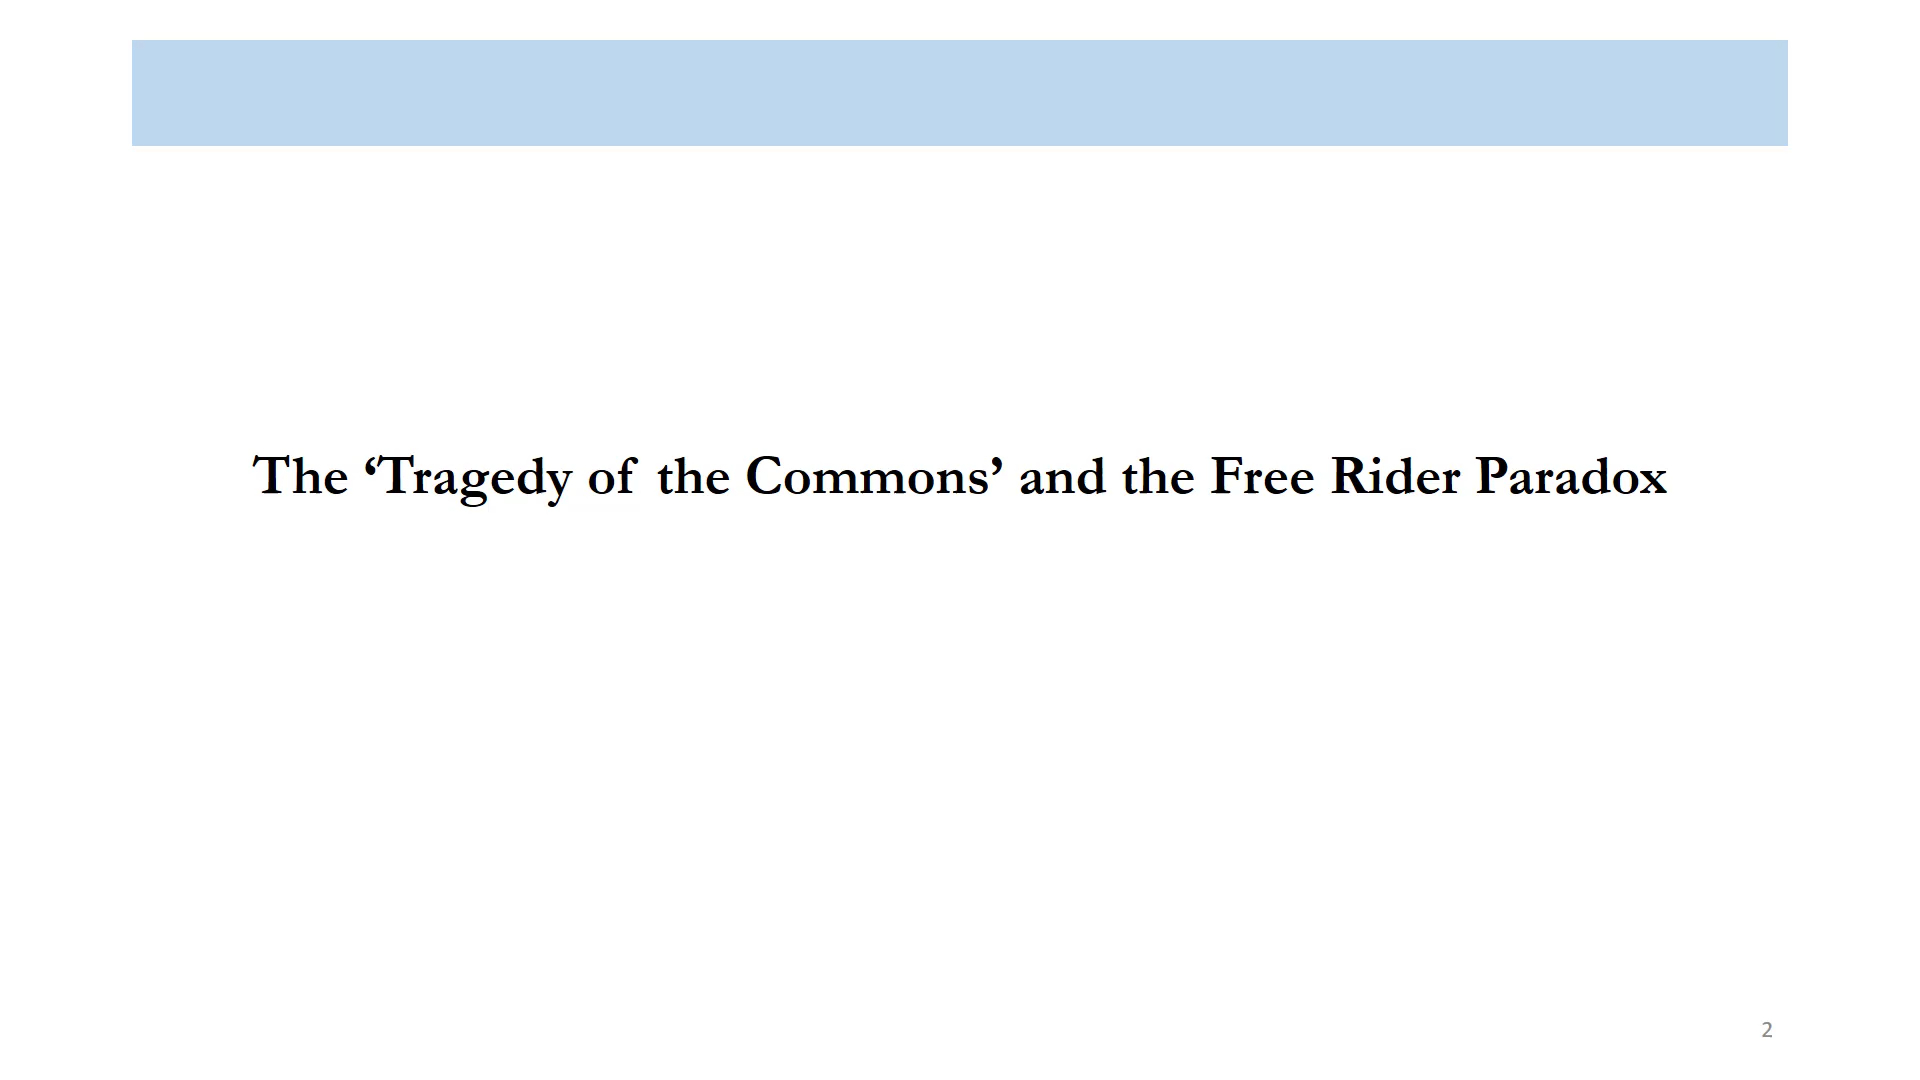 The ‘Tragedy of the Commons’ and the Free Rider Paradox
2